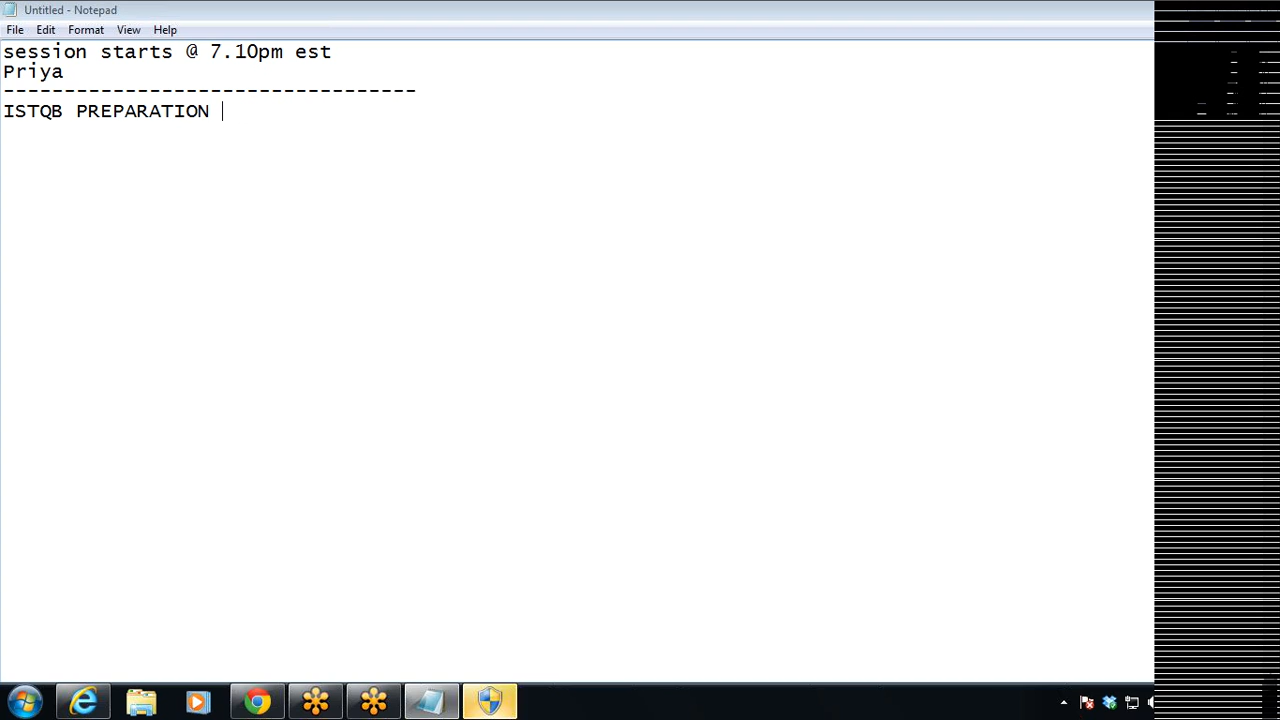 Untitled - Notepad
File Edit Format View Help
session starts @ 7.10pm est
Priya
----------------------------------
ISTQB PREPARATION